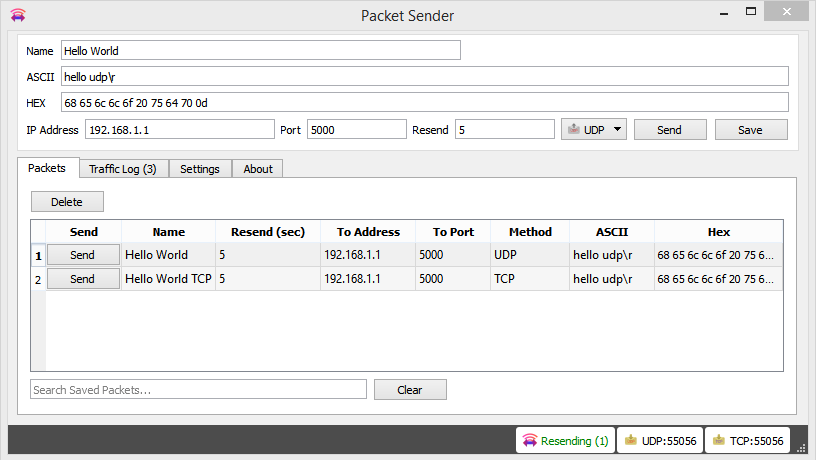 Packet Sender
Name Hello World
ASCII hello udp\r
HEX 68 65 6c 6c 6f 20 75 64 70 0d
IP Address 192.168.1.1 Port 5000 Resend 5 UDP Send Save
Packets Traffic Log (3) Settings About
Delete
Send Name Resend (sec) To Address To Port Method ASCII Hex
1 Send Hello World 5 192.168.1.1 5000 UDP hello udp\r 68 65 6c 6c 6f 20 75 6...
2 Send Hello World TCP 5 192.168.1.1 5000 TCP hello udp\r 68 65 6c 6c 6f 20 75 6...
Search Saved Packets... Clear
Resending (1) UDP:55056 TCP:55056